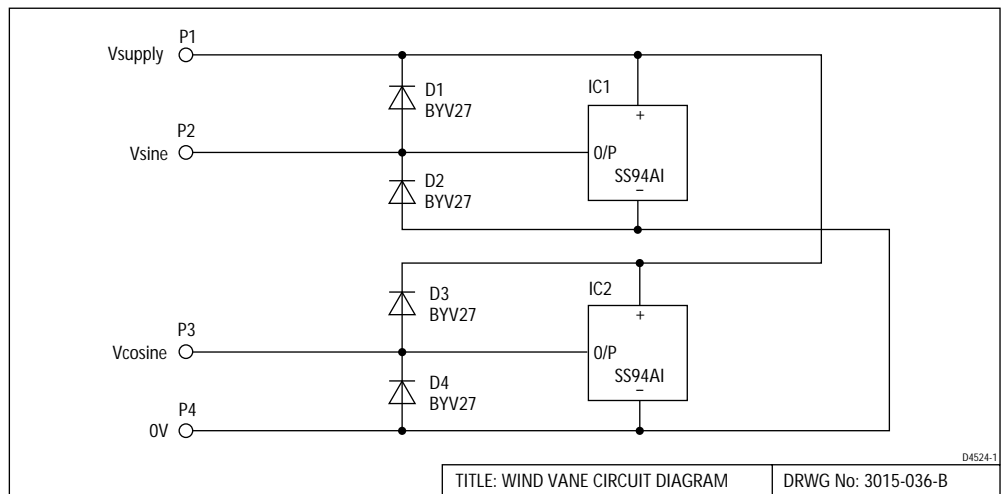 P1
Vsupply
D1
BYV27
IC1
+
P2
Vsine
0/P
SS94AI
−
D2
BYV27
D3
BYV27
IC2
+
P3
Vcosine
0/P
SS94AI
−
D4
BYV27
P4
0V
D4524-1
TITLE: WIND VANE CIRCUIT DIAGRAM
DRWG No: 3015-036-B